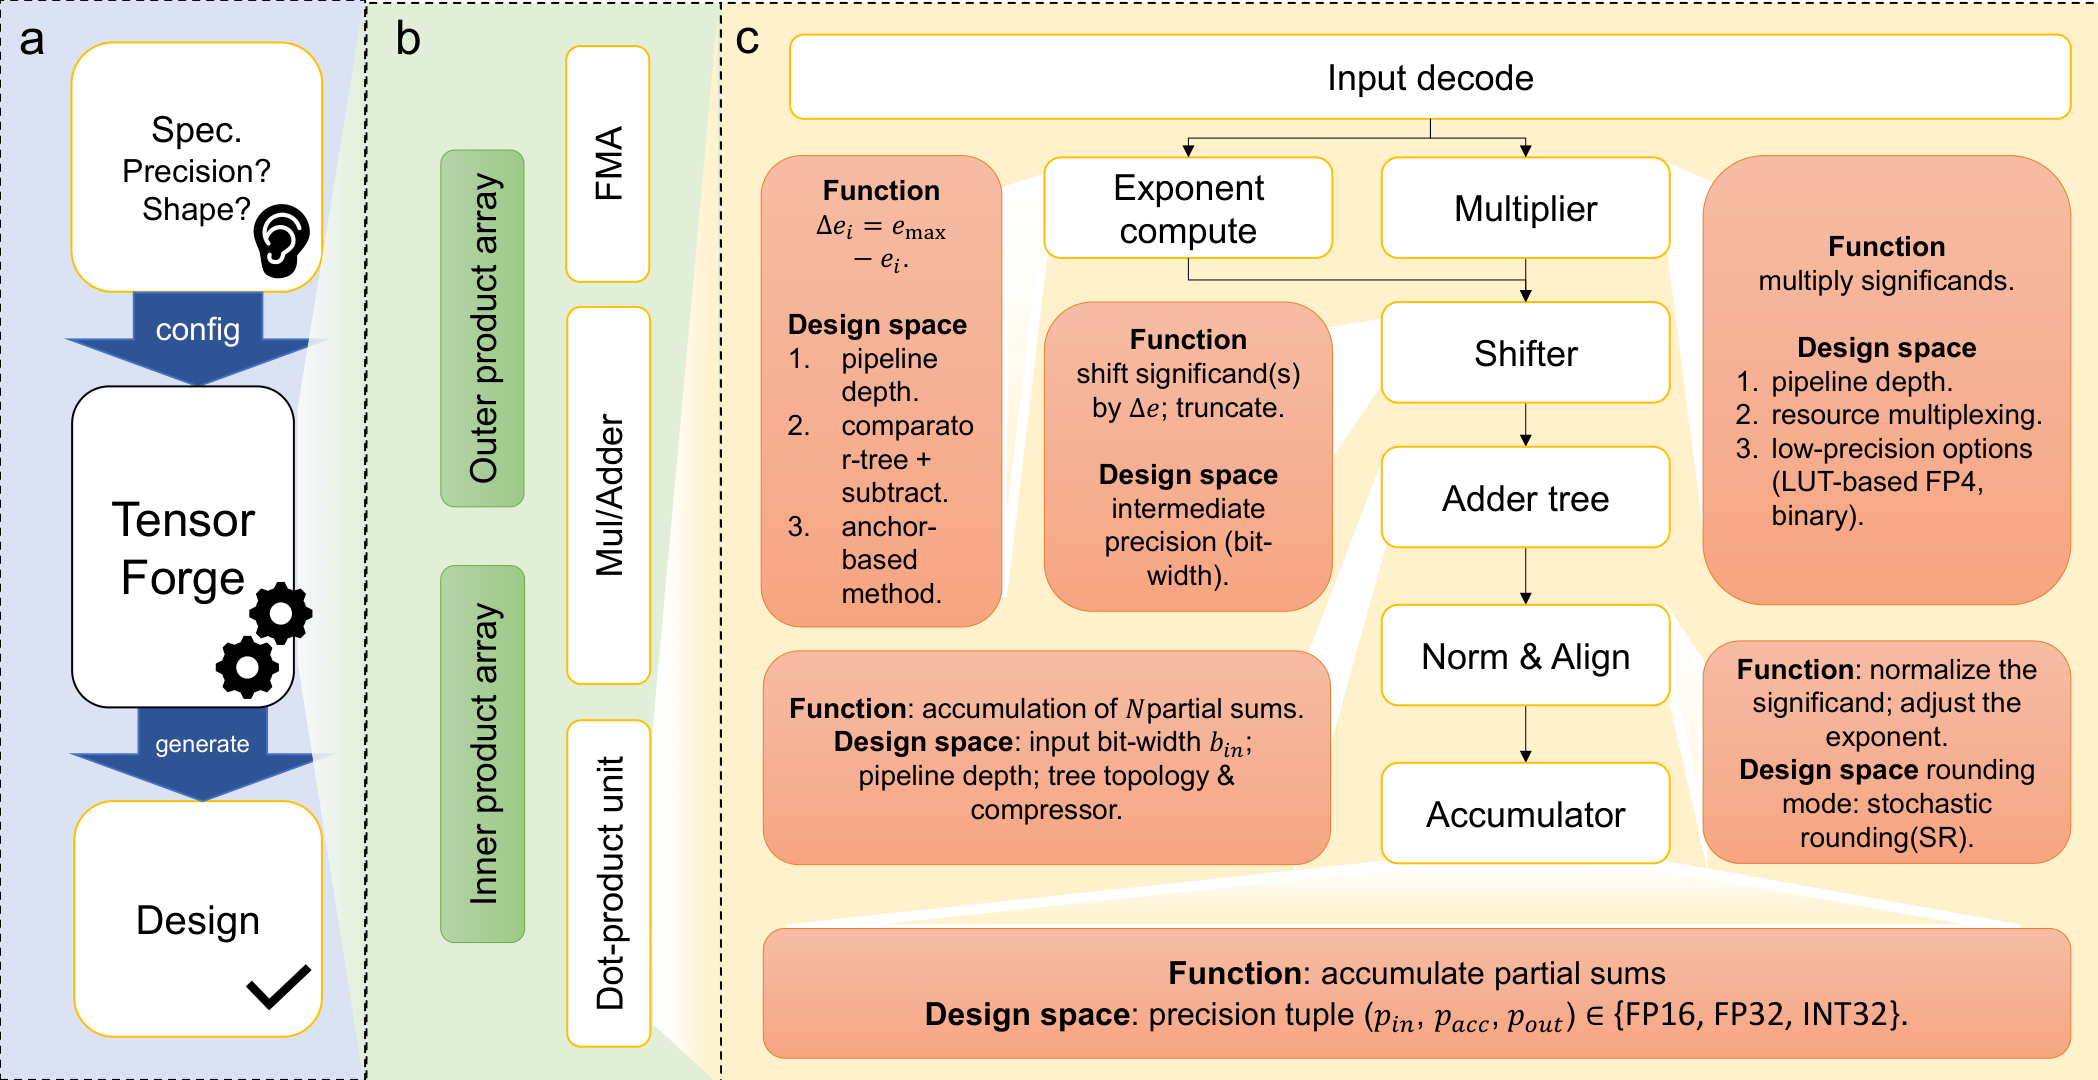 a
Spec.
Precision?
Shape?
config
Tensor
Forge
generate
Design
b
Outer product array
Inner product array
FMA
Mul/Adder
Dot-product unit
c
Input decode
Exponent
compute
Multiplier
Shifter
Adder tree
Norm & Align
Accumulator
Function
Δeᵢ = e_max
− eᵢ.
Design space
1. pipeline
depth.
2. comparato
r-tree +
subtract.
3. anchor-
based
method.
Function
shift significand(s)
by Δe; truncate.
Design space
intermediate
precision (bit-
width).
Function
multiply significands.
Design space
1. pipeline depth.
2. resource multiplexing.
3. low-precision options
(LUT-based FP4,
binary).
Function: accumulation of Npartial sums.
Design space: input bit-width b_in;
pipeline depth; tree topology &
compressor.
Function: normalize the
significand; adjust the
exponent.
Design space rounding
mode: stochastic
rounding(SR).
Function: accumulate partial sums
Design space: precision tuple (p_in, p_acc, p_out) ∈ {FP16, FP32, INT32}.